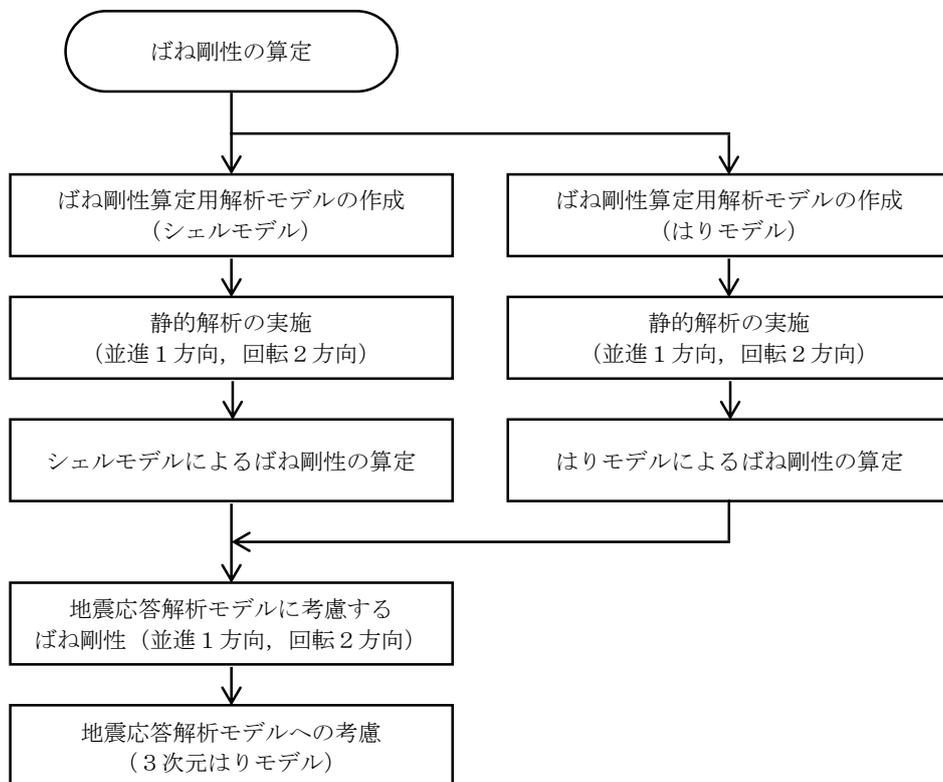 ばね剛性の算定
ばね剛性算定用解析モデルの作成
（シェルモデル）
ばね剛性算定用解析モデルの作成
（はりモデル）
静的解析の実施
（並進１方向，回転２方向）
静的解析の実施
（並進１方向，回転２方向）
シェルモデルによるばね剛性の算定
はりモデルによるばね剛性の算定
地震応答解析モデルに考慮する
ばね剛性（並進１方向，回転２方向）
地震応答解析モデルへの考慮
（３次元はりモデル）